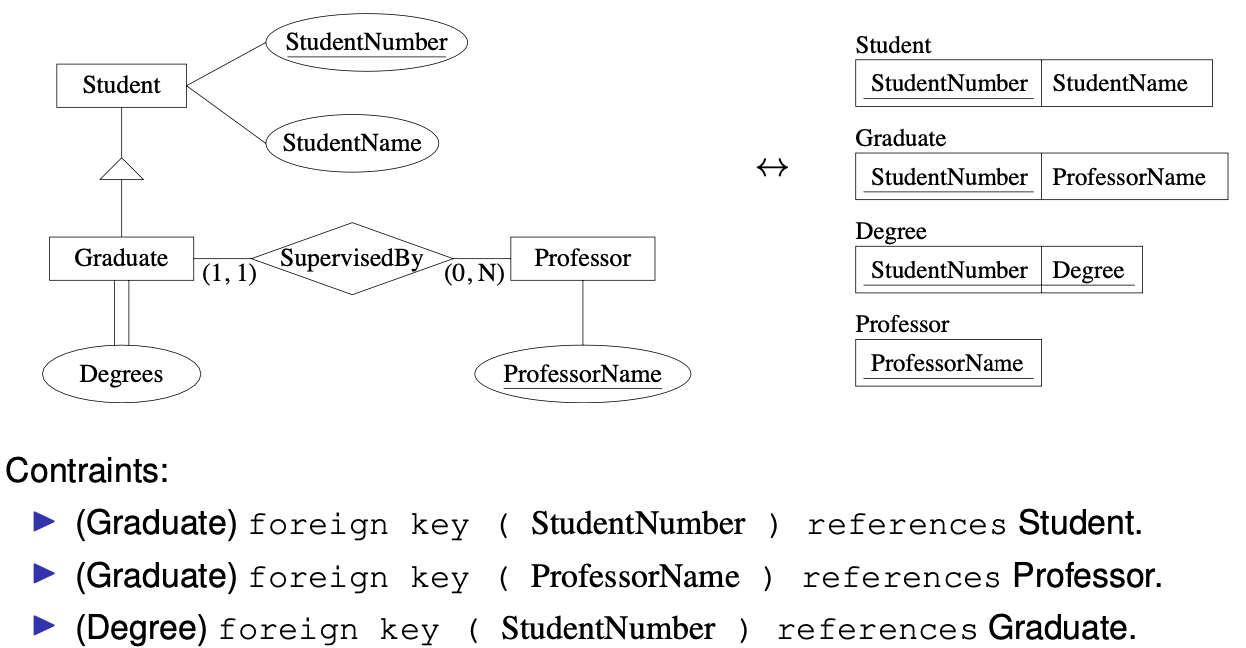 StudentNumber
Student
StudentName
Graduate
(1, 1)
SupervisedBy
(0, N)
Professor
Degrees
ProfessorName
↔
Student
StudentNumber StudentName
Graduate
StudentNumber ProfessorName
Degree
StudentNumber Degree
Professor
ProfessorName
Contraints:
▶ (Graduate) foreign key ( StudentNumber ) references Student.
▶ (Graduate) foreign key ( ProfessorName ) references Professor.
▶ (Degree) foreign key ( StudentNumber ) references Graduate.